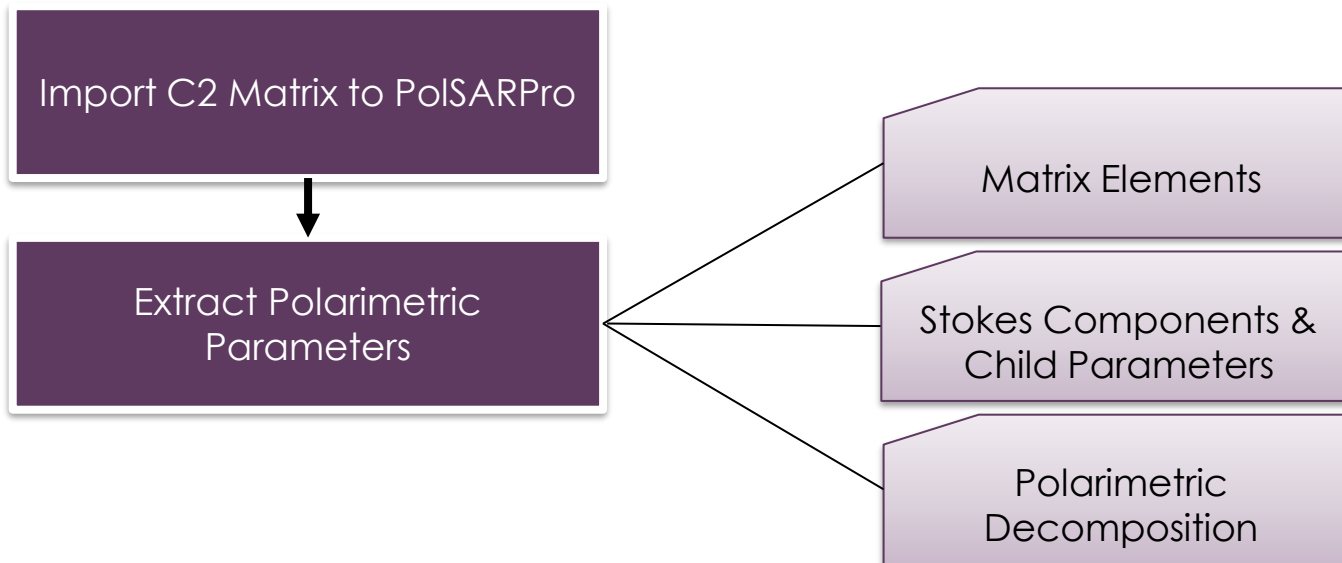 Import C2 Matrix to PolSARPro
Extract Polarimetric
Parameters
Matrix Elements
Stokes Components &
Child Parameters
Polarimetric
Decomposition